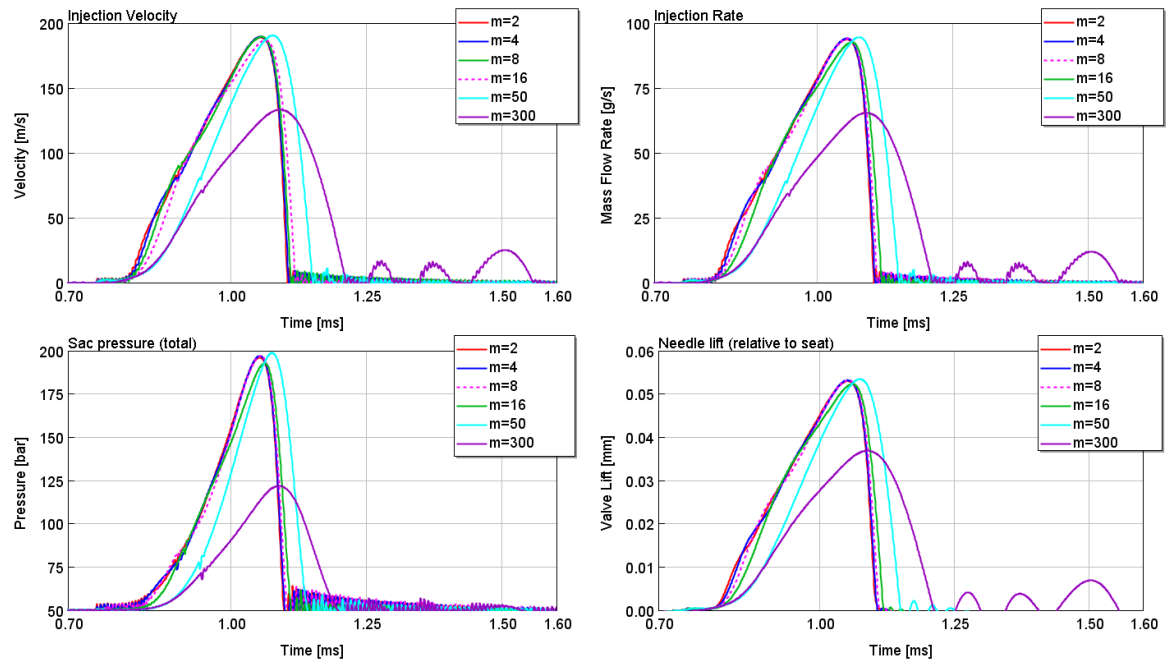 Injection Velocity
200
150
100
50
0
Velocity [m/s]
0.70
1.00
1.25
1.50
1.60
Time [ms]
m=2
m=4
m=8
m=16
m=50
m=300
Injection Rate
100
75
50
25
0
Mass Flow Rate [g/s]
0.70
1.00
1.25
1.50
1.60
Time [ms]
m=2
m=4
m=8
m=16
m=50
m=300
Sac pressure (total)
200
175
150
125
100
75
50
Pressure [bar]
0.70
1.00
1.25
1.50
1.60
Time [ms]
m=2
m=4
m=8
m=16
m=50
m=300
Needle lift (relative to seat)
0.06
0.05
0.04
0.03
0.02
0.01
0.00
Valve Lift [mm]
0.70
1.00
1.25
1.50
1.60
Time [ms]
m=2
m=4
m=8
m=16
m=50
m=300